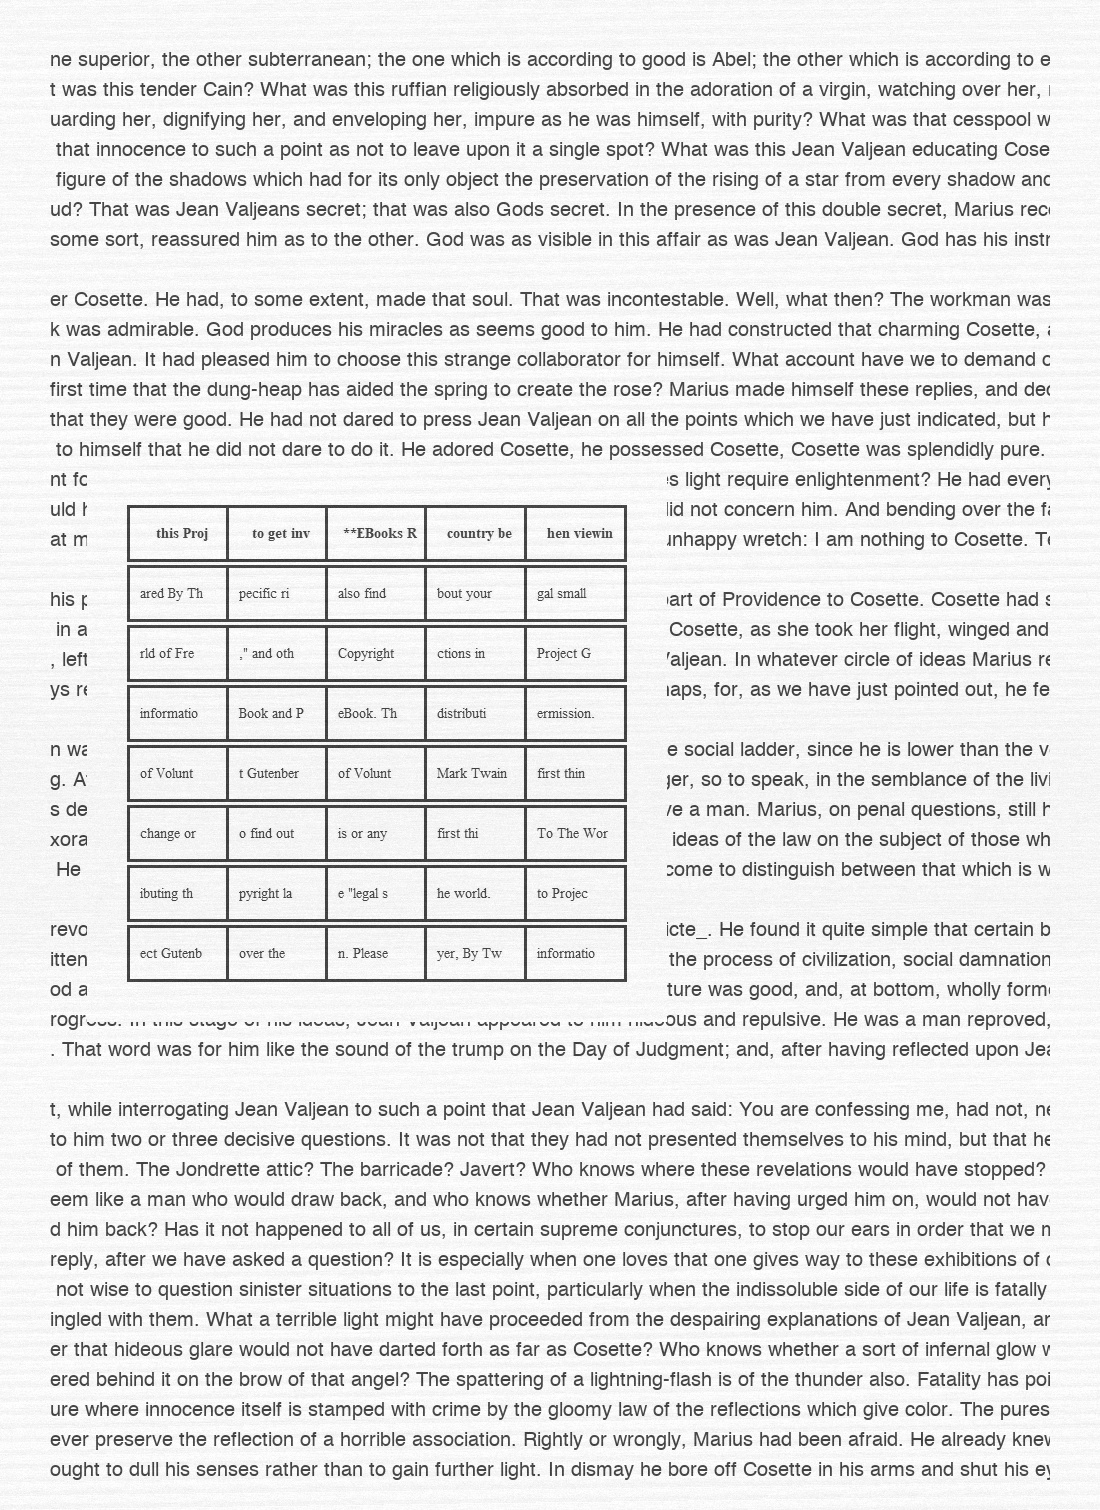 ne superior, the other subterranean; the one which is according to good is Abel; the other which is according to e
t was this tender Cain? What was this ruffian religiously absorbed in the adoration of a virgin, watching over her,
uarding her, dignifying her, and enveloping her, impure as he was himself, with purity? What was that cesspool w
that innocence to such a point as not to leave upon it a single spot? What was this Jean Valjean educating Cose
figure of the shadows which had for its only object the preservation of the rising of a star from every shadow and
ud? That was Jean Valjeans secret; that was also Gods secret. In the presence of this double secret, Marius rec
some sort, reassured him as to the other. God was as visible in this affair as was Jean Valjean. God has his instr
er Cosette. He had, to some extent, made that soul. That was incontestable. Well, what then? The workman was
k was admirable. God produces his miracles as seems good to him. He had constructed that charming Cosette,
n Valjean. It had pleased him to choose this strange collaborator for himself. What account have we to demand o
first time that the dung-heap has aided the spring to create the rose? Marius made himself these replies, and dec
that they were good. He had not dared to press Jean Valjean on all the points which we have just indicated, but h
to himself that he did not dare to do it. He adored Cosette, he possessed Cosette, Cosette was splendidly pure.
nt fo s light require enlightenment? He had every
uld h did not concern him. And bending over the fa
at m unhappy wretch: I am nothing to Cosette. To
his p art of Providence to Cosette. Cosette had s
in a Cosette, as she took her flight, winged and
, left Valjean. In whatever circle of ideas Marius re
ys re haps, for, as we have just pointed out, he fe
n wa e social ladder, since he is lower than the v
g. A ger, so to speak, in the semblance of the livi
s de ve a man. Marius, on penal questions, still h
xora ideas of the law on the subject of those wh
He come to distinguish between that which is w
revo icte_. He found it quite simple that certain b
itten the process of civilization, social damnation
od a ture was good, and, at bottom, wholly forme
rogress. In this stage of his ideas, Jean Valjean appeared to him hideous and repulsive. He was a man reproved,
. That word was for him like the sound of the trump on the Day of Judgment; and, after having reflected upon Jea
this Proj to get inv **EBooks R country be hen viewin
ared By Th pecific ri also find bout your gal small
rld of Fre ," and oth Copyright ctions in Project G
informatio Book and P eBook. Th distributi ermission.
of Volunt t Gutenber of Volunt Mark Twain first thin
change or o find out is or any first thi To The Wor
ibuting th pyright la e "legal s he world. to Projec
ect Gutenb over the n. Please yer, By Tw informatio
t, while interrogating Jean Valjean to such a point that Jean Valjean had said: You are confessing me, had not, ne
to him two or three decisive questions. It was not that they had not presented themselves to his mind, but that he
of them. The Jondrette attic? The barricade? Javert? Who knows where these revelations would have stopped?
eem like a man who would draw back, and who knows whether Marius, after having urged him on, would not hav
d him back? Has it not happened to all of us, in certain supreme conjunctures, to stop our ears in order that we m
reply, after we have asked a question? It is especially when one loves that one gives way to these exhibitions of c
not wise to question sinister situations to the last point, particularly when the indissoluble side of our life is fatally
ingled with them. What a terrible light might have proceeded from the despairing explanations of Jean Valjean, an
er that hideous glare would not have darted forth as far as Cosette? Who knows whether a sort of infernal glow w
ered behind it on the brow of that angel? The spattering of a lightning-flash is of the thunder also. Fatality has poi
ure where innocence itself is stamped with crime by the gloomy law of the reflections which give color. The pures
ever preserve the reflection of a horrible association. Rightly or wrongly, Marius had been afraid. He already knew
ought to dull his senses rather than to gain further light. In dismay he bore off Cosette in his arms and shut his ey